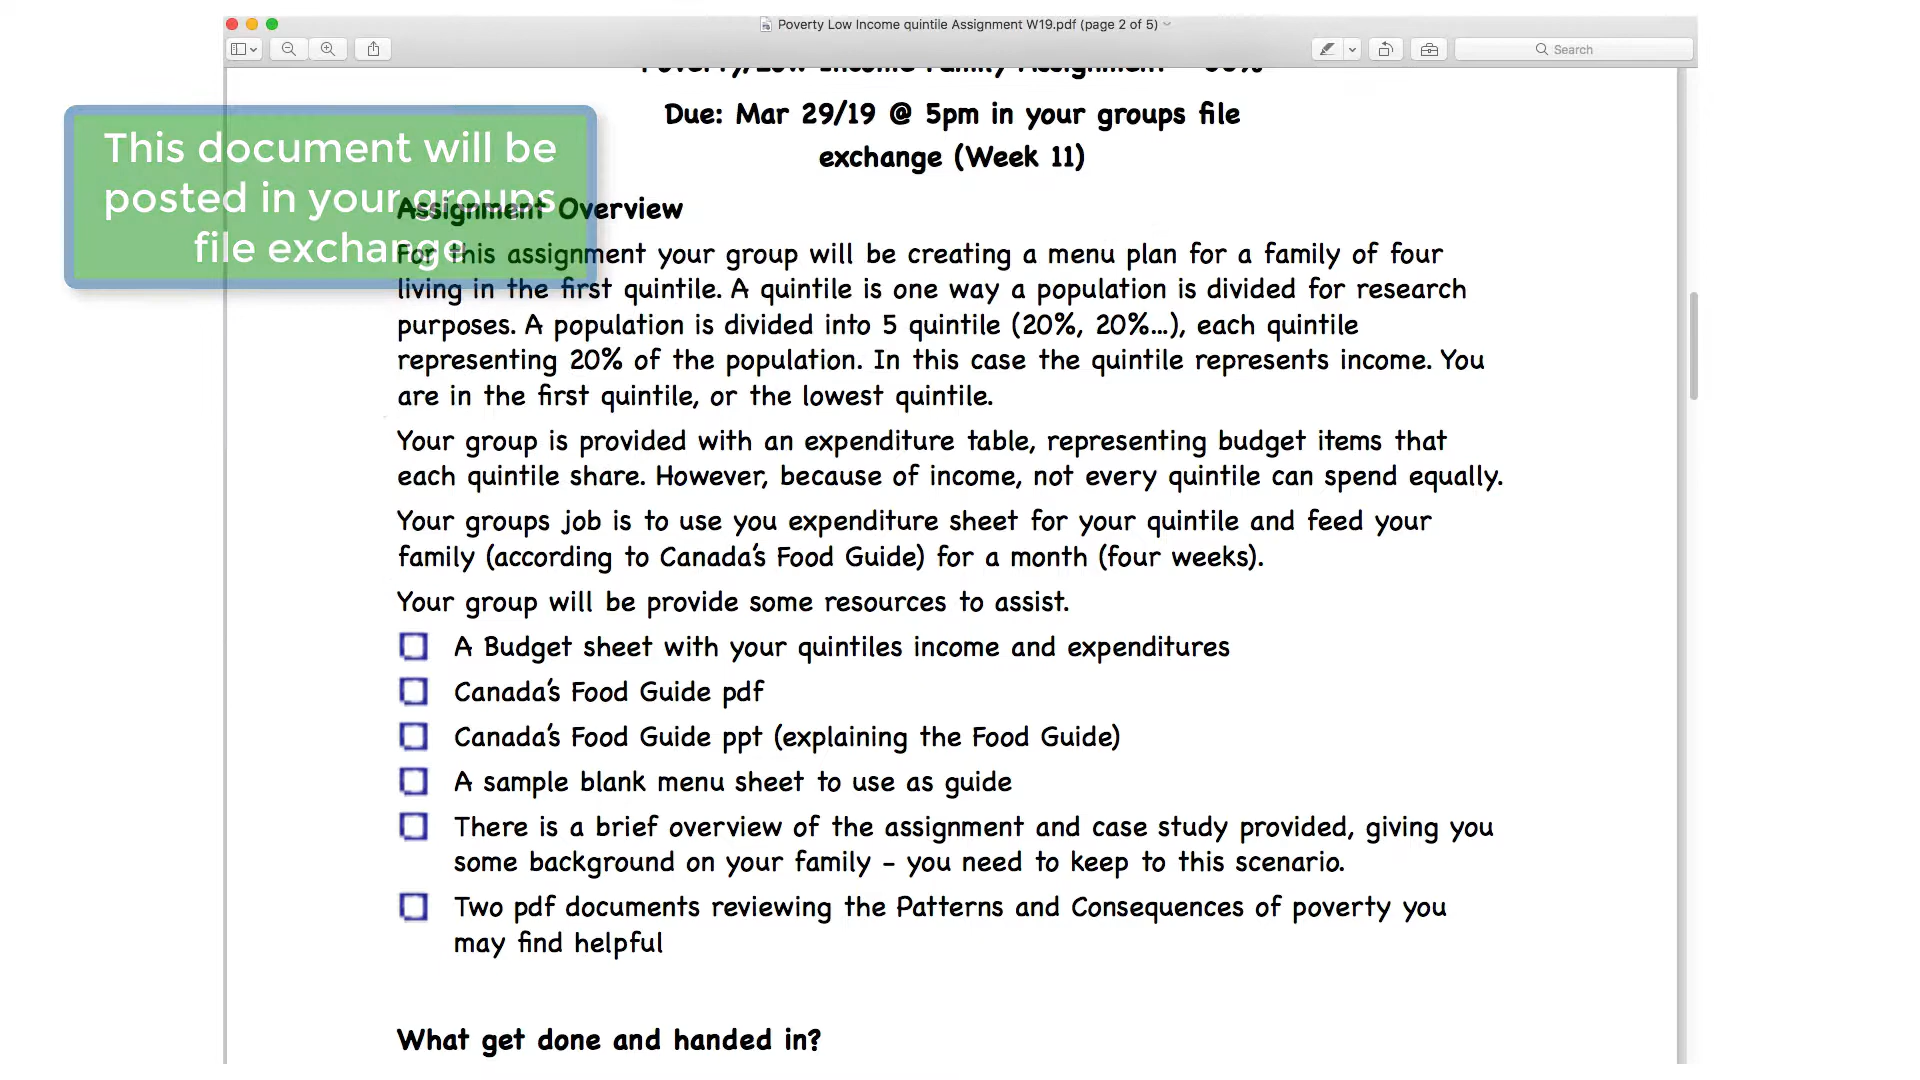 Poverty Low Income quintile Assignment W19.pdf (page 2 of 5)
Search
Poverty/Low Income Family Assignment
Due: Mar 29/19 @ 5pm in your groups file
exchange (Week 11)
This document will be
posted in your groups
file exchange
Assignment Overview
For this assignment your group will be creating a menu plan for a family of four
living in the first quintile. A quintile is one way a population is divided for research
purposes. A population is divided into 5 quintile (20%, 20%...), each quintile
representing 20% of the population. In this case the quintile represents income. You
are in the first quintile, or the lowest quintile.
Your group is provided with an expenditure table, representing budget items that
each quintile share. However, because of income, not every quintile can spend equally.
Your groups job is to use you expenditure sheet for your quintile and feed your
family (according to Canada's Food Guide) for a month (four weeks).
Your group will be provide some resources to assist.
A Budget sheet with your quintiles income and expenditures
Canada's Food Guide pdf
Canada's Food Guide ppt (explaining the Food Guide)
A sample blank menu sheet to use as guide
There is a brief overview of the assignment and case study provided, giving you
some background on your family – you need to keep to this scenario.
Two pdf documents reviewing the Patterns and Consequences of poverty you
may find helpful
What get done and handed in?